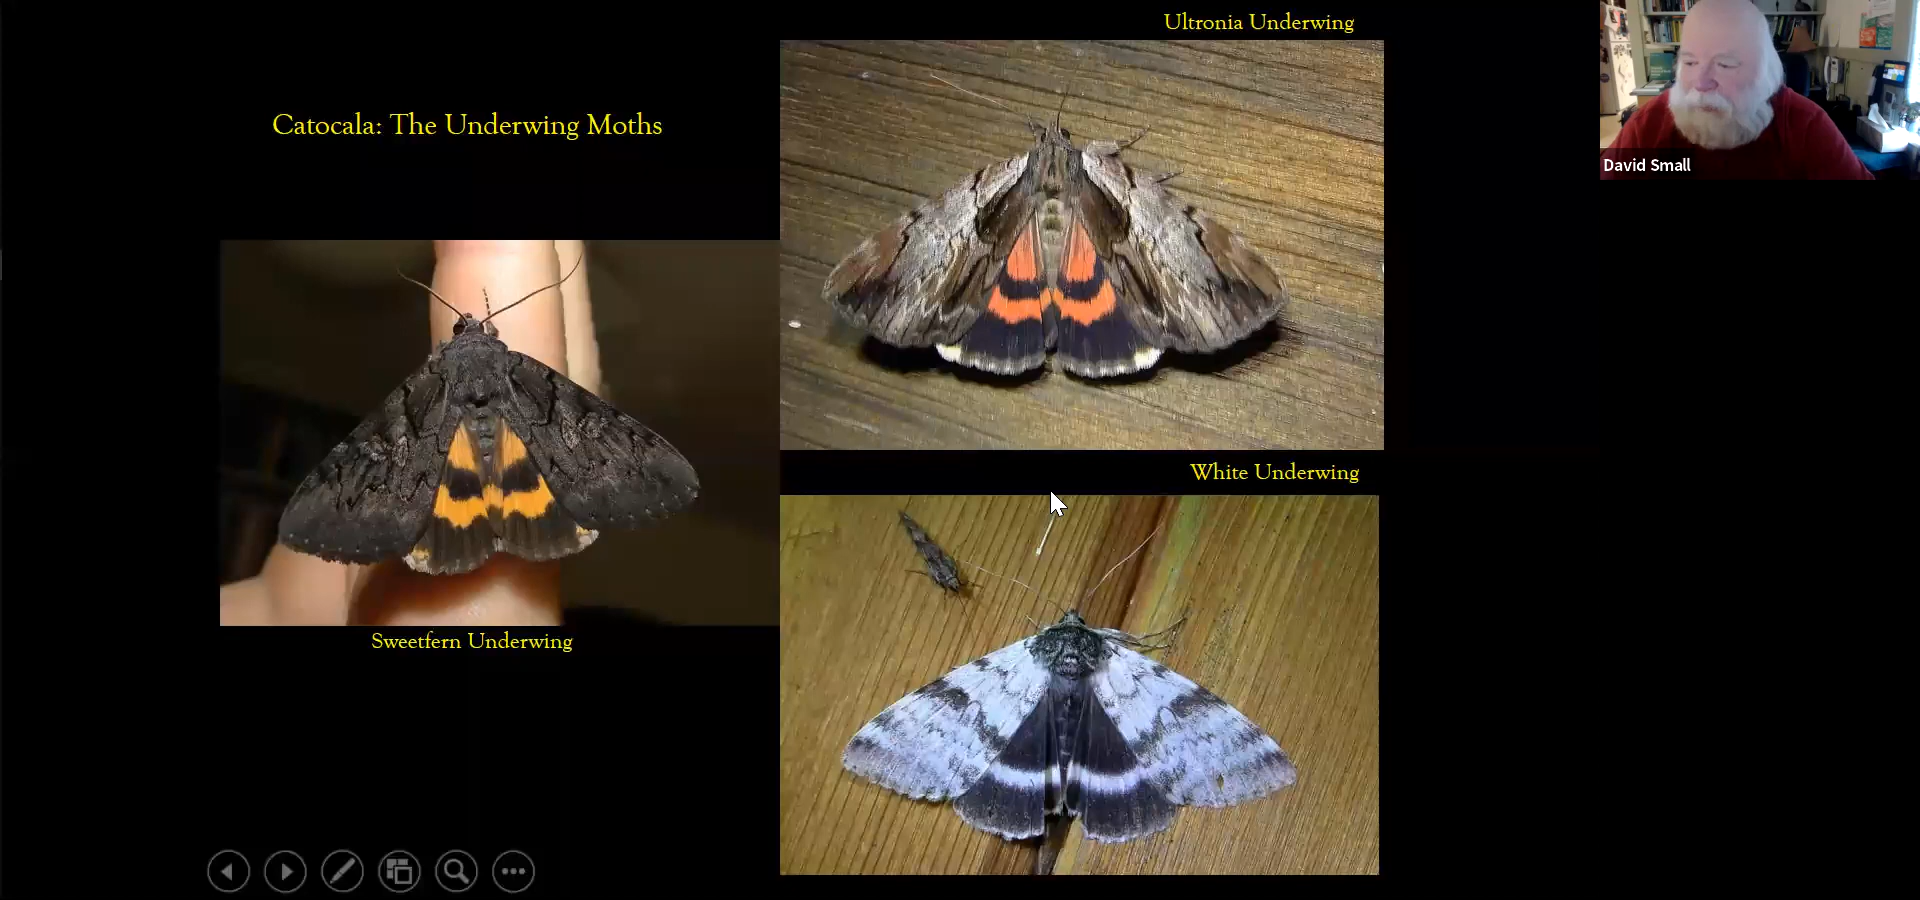 Ultronia Underwing
Catocala: The Underwing Moths
White Underwing
Sweetfern Underwing
David Small